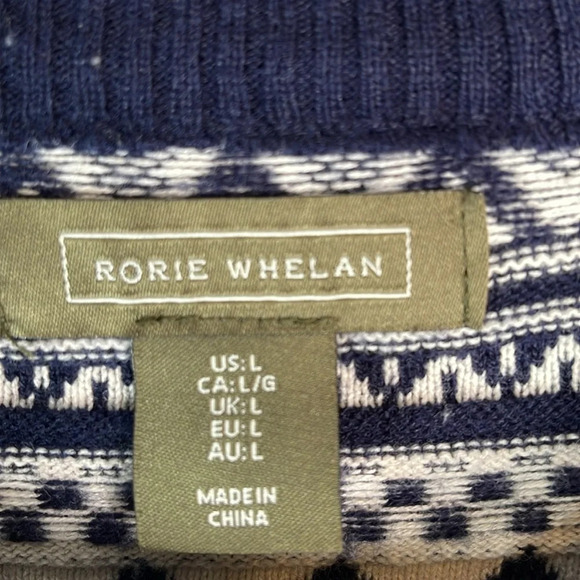 RORIE WHELAN
US: L
CA: L/G
UK: L
EU: L
AU: L
MADE IN
CHINA